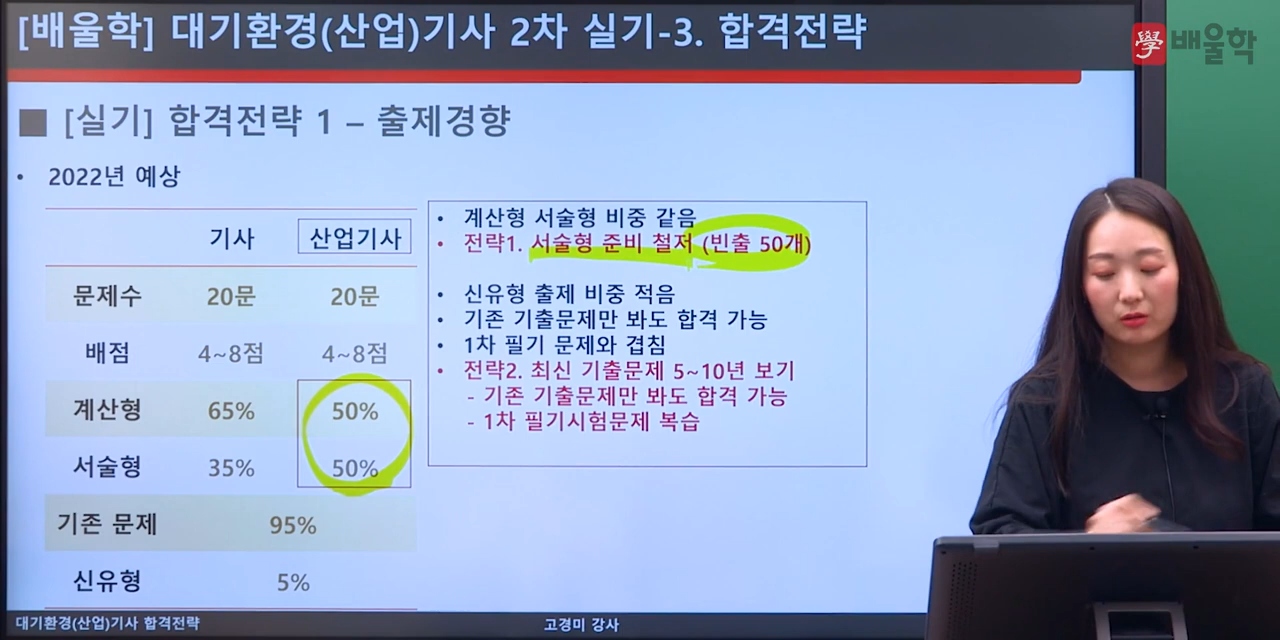 [배울학] 대기환경(산업)기사 2차 실기-3. 합격전략
學 배울학
■ [실기] 합격전략 1 – 출제경향
• 2022년 예상
기사 산업기사
문제수 20문 20문
배점 4~8점 4~8점
계산형 65% 50%
서술형 35% 50%
기존 문제 95%
신유형 5%
• 계산형 서술형 비중 같음
• 전략1. 서술형 준비 철저 (빈출 50개)
• 신유형 출제 비중 적음
• 기존 기출문제만 봐도 합격 가능
• 1차 필기 문제와 겹침
• 전략2. 최신 기출문제 5~10년 보기
- 기존 기출문제만 봐도 합격 가능
- 1차 필기시험문제 복습
대기환경(산업)기사 합격전략
고경미 강사